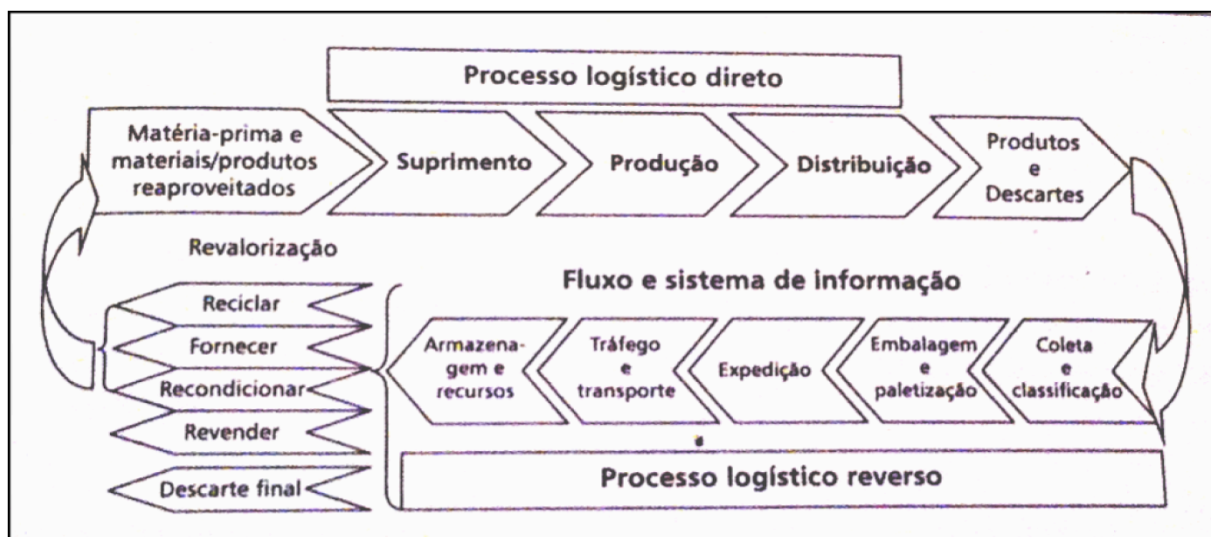 Processo logístico direto
Matéria-prima e
materiais/produtos
reaproveitados
Suprimento
Produção
Distribuição
Produtos
e
Descartes
Revalorização
Fluxo e sistema de informação
Reciclar
Fornecer
Recondicionar
Revender
Descarte final
Armazena-
gem e
recursos
Tráfego
e
transporte
Expedição
Embalagem
e
paletização
Coleta
e
classificação
Processo logístico reverso